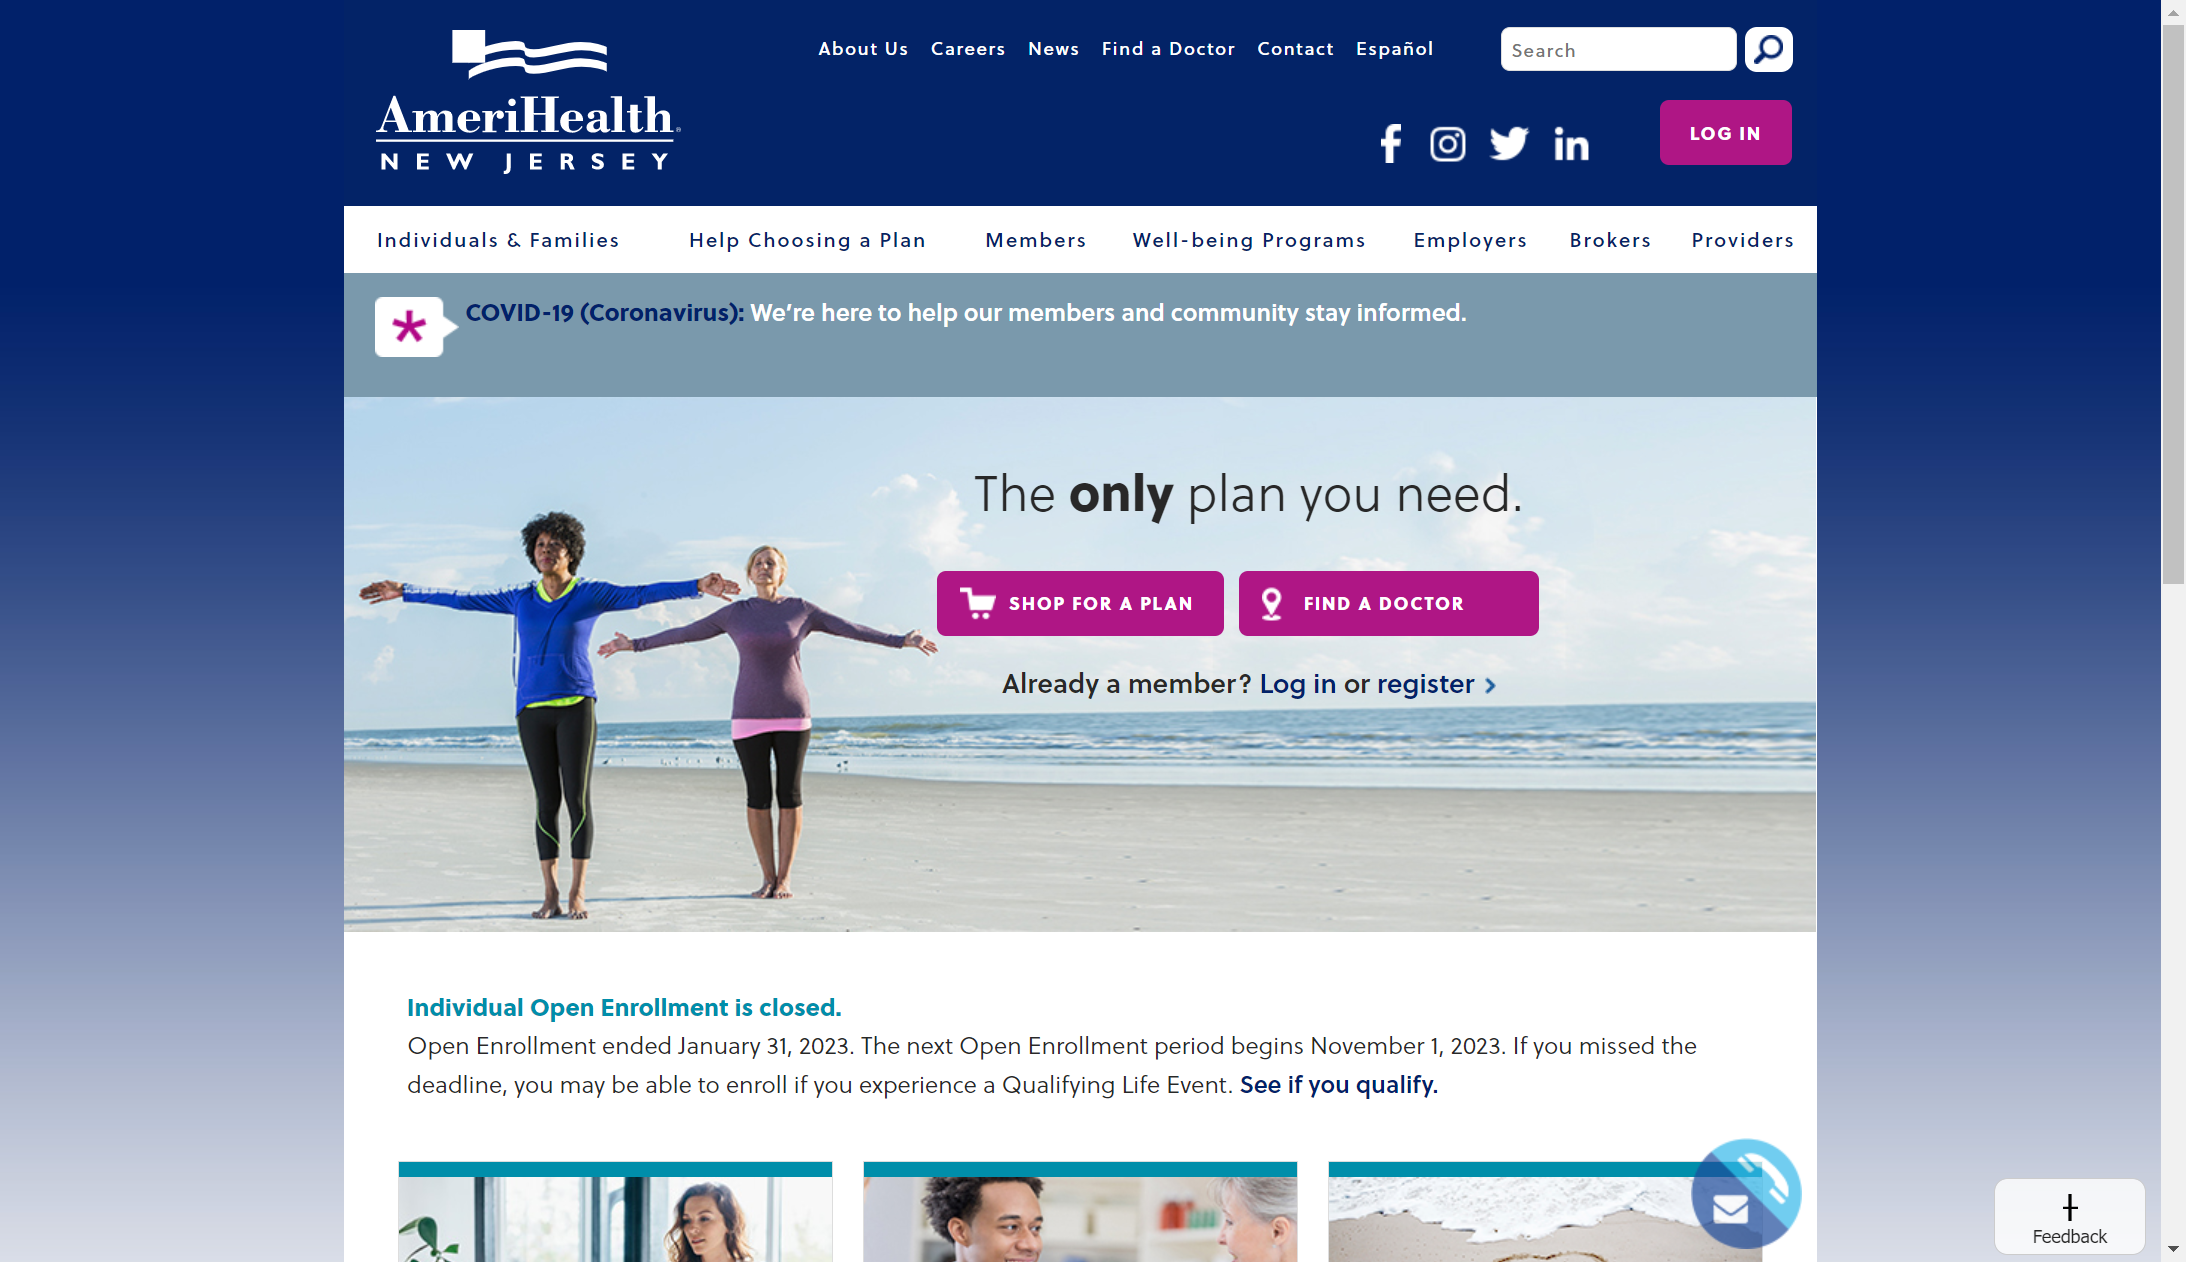 About Us Careers News Find a Doctor Contact Español
Search
AmeriHealth®
NEW JERSEY
LOG IN
Individuals & Families Help Choosing a Plan Members Well-being Programs Employers Brokers Providers
COVID-19 (Coronavirus): We’re here to help our members and community stay informed.
The only plan you need.
SHOP FOR A PLAN FIND A DOCTOR
Already a member? Log in or register
Individual Open Enrollment is closed.
Open Enrollment ended January 31, 2023. The next Open Enrollment period begins November 1, 2023. If you missed the
deadline, you may be able to enroll if you experience a Qualifying Life Event. See if you qualify.
Feedback